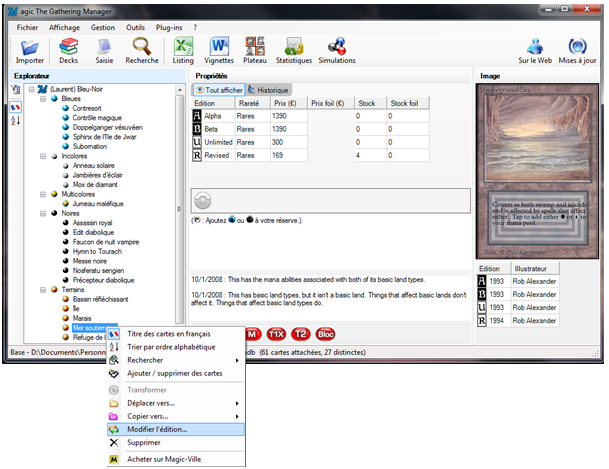 agic The Gathering Manager
Fichier Affichage Gestion Outils Plug-ins ?
Importer Decks Saisie Recherche Listing Vignettes Plateau Statistiques Simulations Sur le Web Mises à jour
Explorateur
(Laurent) Bleu-Noir
Bleues
Contresort
Contrôle magique
Doppelganger vésuvéen
Sphinx de l'Ile de Jwar
Subornation
Incolores
Anneau solaire
Jambières d'éclair
Mox de diamant
Multicolores
Jumeau maléfique
Noires
Assassin royal
Edit diabolique
Faucon de nuit vampire
Hymn to Tourach
Messe noire
Nosferatu sengien
Précepteur diabolique
Terrains
Bassin réfléchissant
Ile
Marais
Mer souterr
Refuge de l
Propriétés
Tout afficher Historique
Edition Rareté Prix (€) Prix foil (€) Stock Stock foil
A Alpha Rares 1390 0 0
B Beta Rares 1390 0 0
U Unlimited Rares 300 0 0
R Revised Rares 169 4 0
( : Ajoutez ou à votre réserve.).
10/1/2008 : This has the mana abilities associated with both of its basic land types.
10/1/2008 : This has basic land types, but it isn't a basic land. Things that affect basic lands don't
affect it. Things that affect basic land types do.
M T1X T2 Bloc
Image
Underground Sea
Counts as both swamp and islands
and is affected by spells that affect
either. Tap to add either or to
your mana pool.
Illus. © Rob Alexander
Edition Illustrateur
A 1993 Rob Alexander
B 1993 Rob Alexander
U 1993 Rob Alexander
R 1994 Rob Alexander
Base - D:\Documents\Personn
db (61 cartes attachées, 27 distinctes)
Titre des cartes en français
Trier par ordre alphabétique
Rechercher
Ajouter / supprimer des cartes
Transformer
Déplacer vers...
Copier vers...
Modifier l'édition...
Supprimer
Acheter sur Magic-Ville